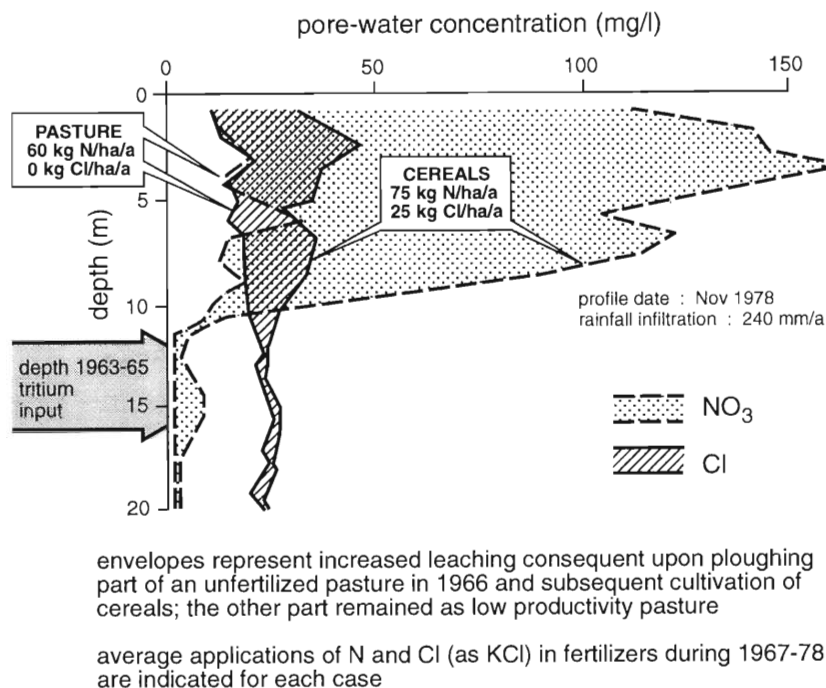 pore-water concentration (mg/l)
0 50 100 150
0
PASTURE
60 kg N/ha/a
0 kg Cl/ha/a
CEREALS
75 kg N/ha/a
25 kg Cl/ha/a
5
depth (m)
10
profile date : Nov 1978
rainfall infiltration : 240 mm/a
depth 1963-65
tritium
input
15
NO₃
Cl
20
envelopes represent increased leaching consequent upon ploughing
part of an unfertilized pasture in 1966 and subsequent cultivation of
cereals; the other part remained as low productivity pasture
average applications of N and Cl (as KCl) in fertilizers during 1967-78
are indicated for each case